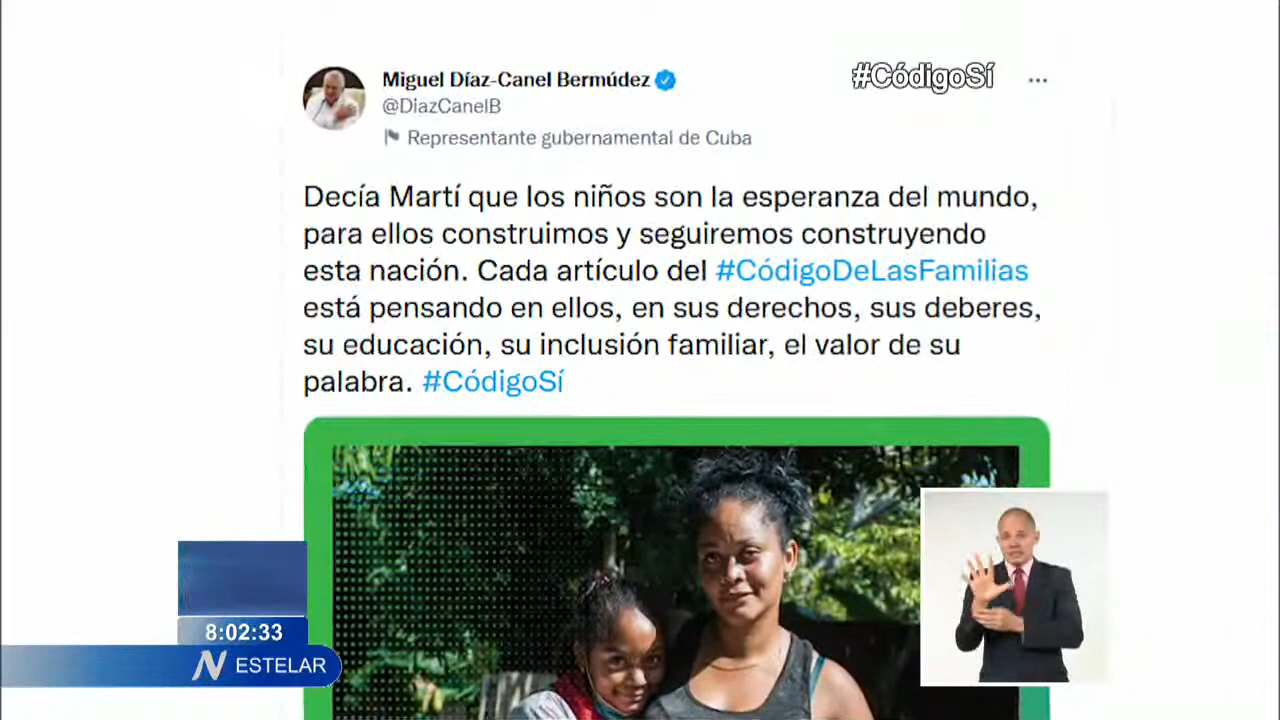 Miguel Díaz-Canel Bermúdez
#CódigoSí
@DiazCanelB
Representante gubernamental de Cuba
Decía Martí que los niños son la esperanza del mundo,
para ellos construimos y seguiremos construyendo
esta nación. Cada artículo del #CódigoDeLasFamilias
está pensando en ellos, en sus derechos, sus deberes,
su educación, su inclusión familiar, el valor de su
palabra. #CódigoSí
8:02:33
N ESTELAR